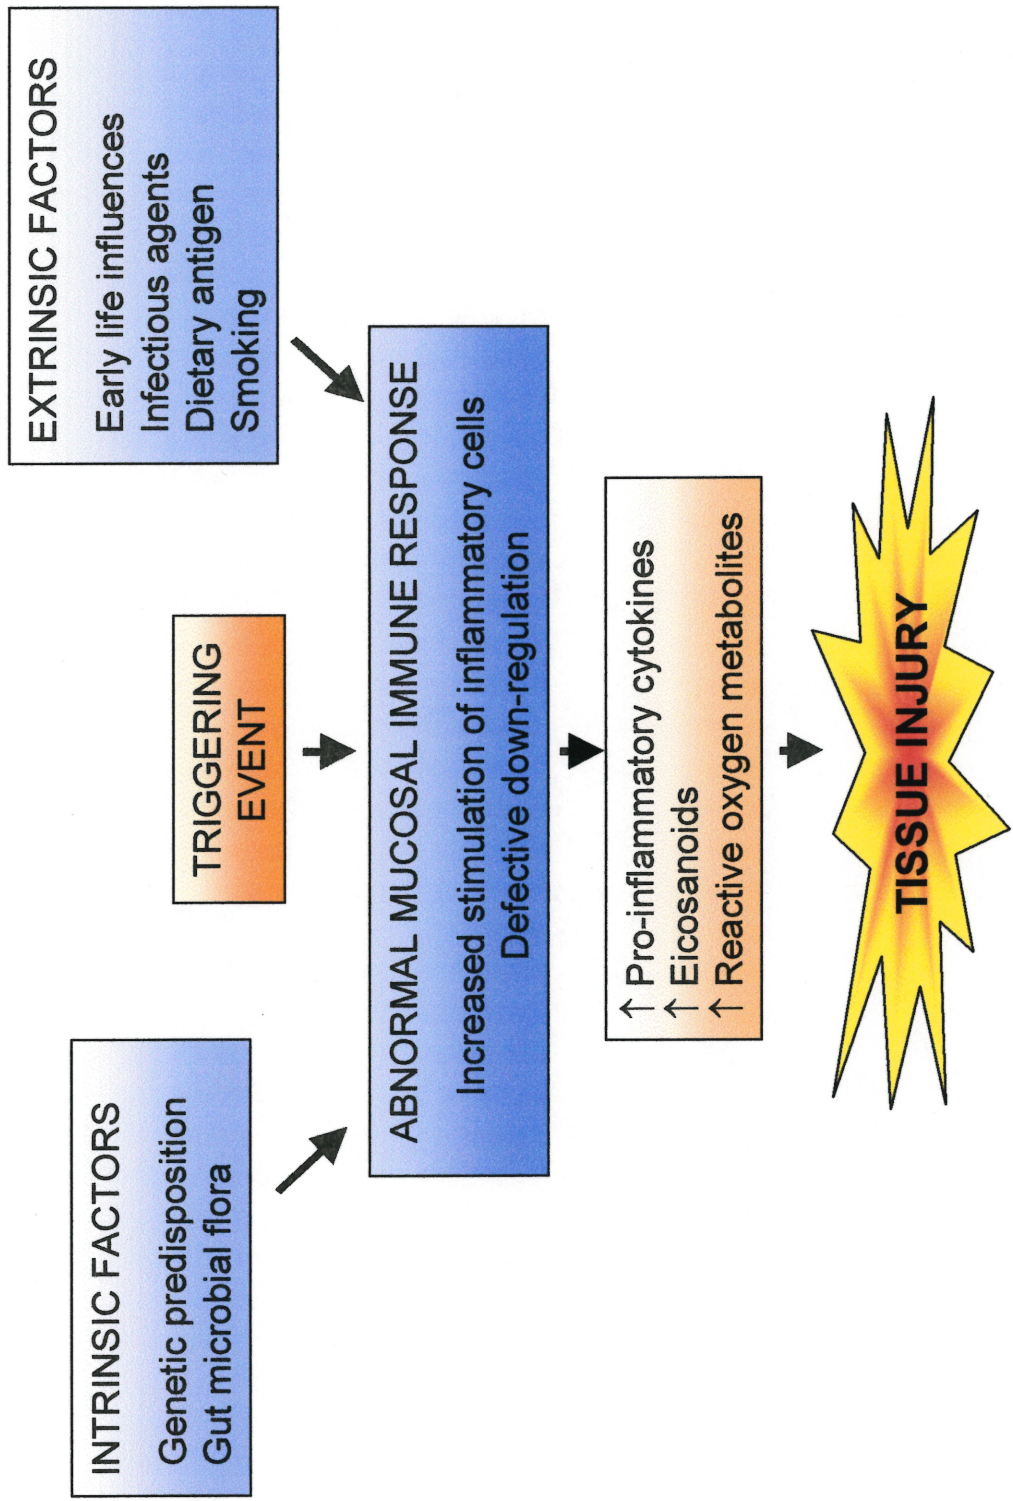 INTRINSIC FACTORS
Genetic predisposition
Gut microbial flora
TRIGGERING
EVENT
EXTRINSIC FACTORS
Early life influences
Infectious agents
Dietary antigen
Smoking
ABNORMAL MUCOSAL IMMUNE RESPONSE
Increased stimulation of inflammatory cells
Defective down-regulation
↑ Pro-inflammatory cytokines
↑ Eicosanoids
↑ Reactive oxygen metabolites
TISSUE INJURY